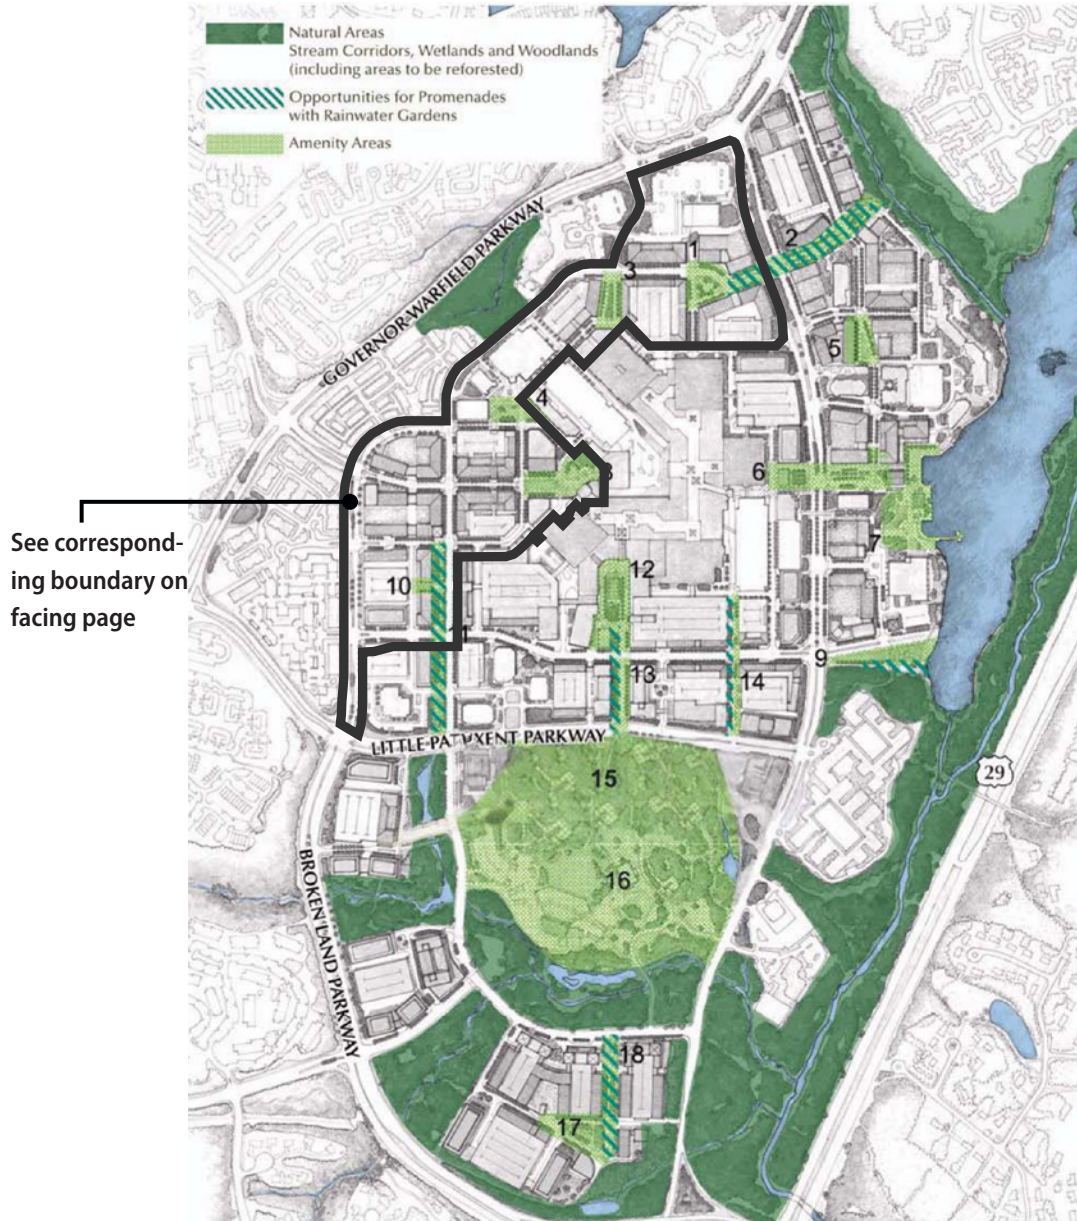 Natural Areas
Stream Corridors, Wetlands and Woodlands
(including areas to be reforested)
Opportunities for Promenades
with Rainwater Gardens
Amenity Areas
GOVERNOR WARFIELD PARKWAY
1
2
3
4
5
6
7
See correspond-
ing boundary on
facing page
10
12
9
13
14
LITTLE PATUXENT PARKWAY
15
29
16
BROKEN LAND PARKWAY
18
17